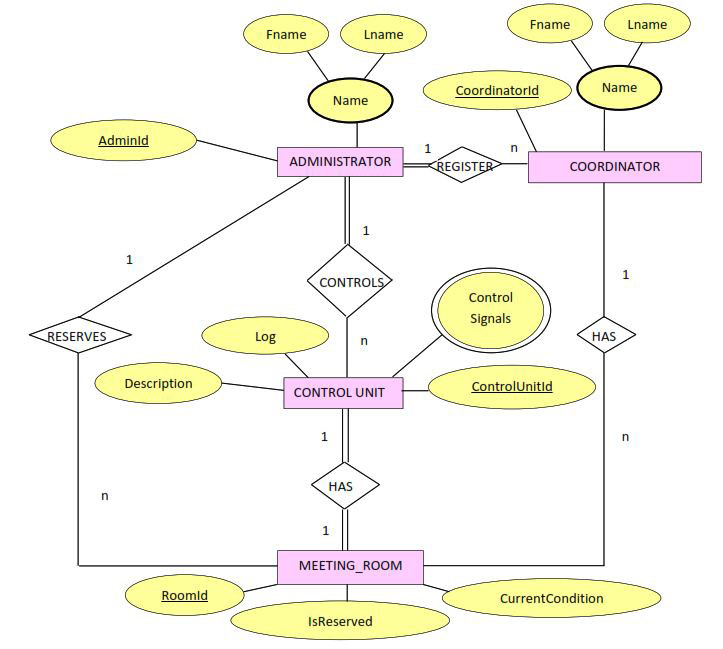 Fname
Lname
Fname
Lname
Name
CoordinatorId
Name
AdminId
ADMINISTRATOR
1
REGISTER
n
COORDINATOR
1
1
CONTROLS
1
Control
Signals
RESERVES
Log
n
HAS
Description
CONTROL UNIT
ControlUnitId
1
n
HAS
n
1
MEETING_ROOM
RoomId
IsReserved
CurrentCondition